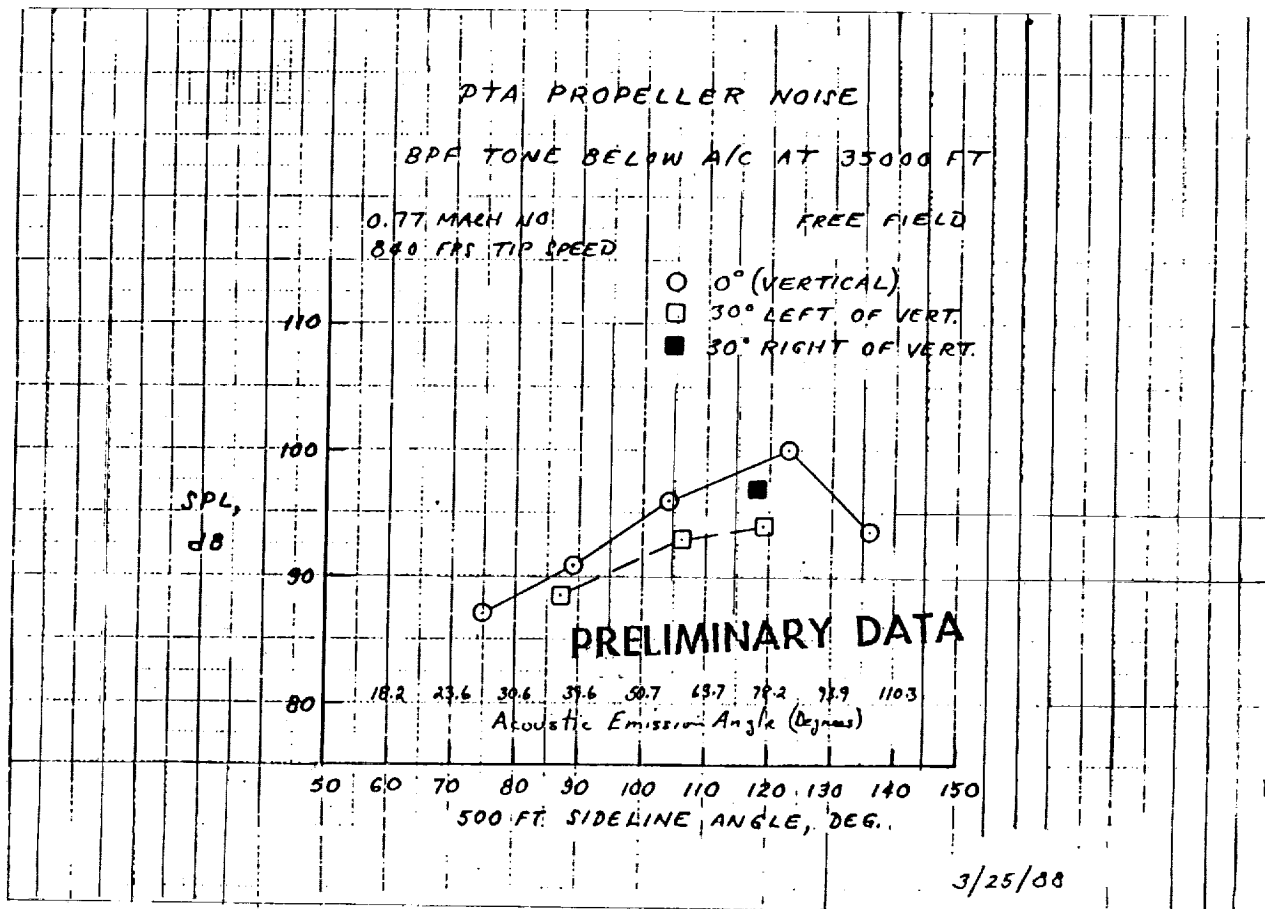 PTA PROPELLER NOISE
BPF TONE BELOW A/C AT 35000 FT
0.77 MACH NO FREE FIELD
840 FPS TIP SPEED
0° (VERTICAL)
30° LEFT OF VERT.
30° RIGHT OF VERT.
110
100
SPL,
dB
90
PRELIMINARY DATA
80 18.2 23.6 30.6 39.6 50.7 63.7 78.2 93.9 110.3
Acoustic Emission Angle (Degrees)
50 60 70 80 90 100 110 120 130 140 150
500 FT. SIDELINE ANGLE, DEG.
3/25/88